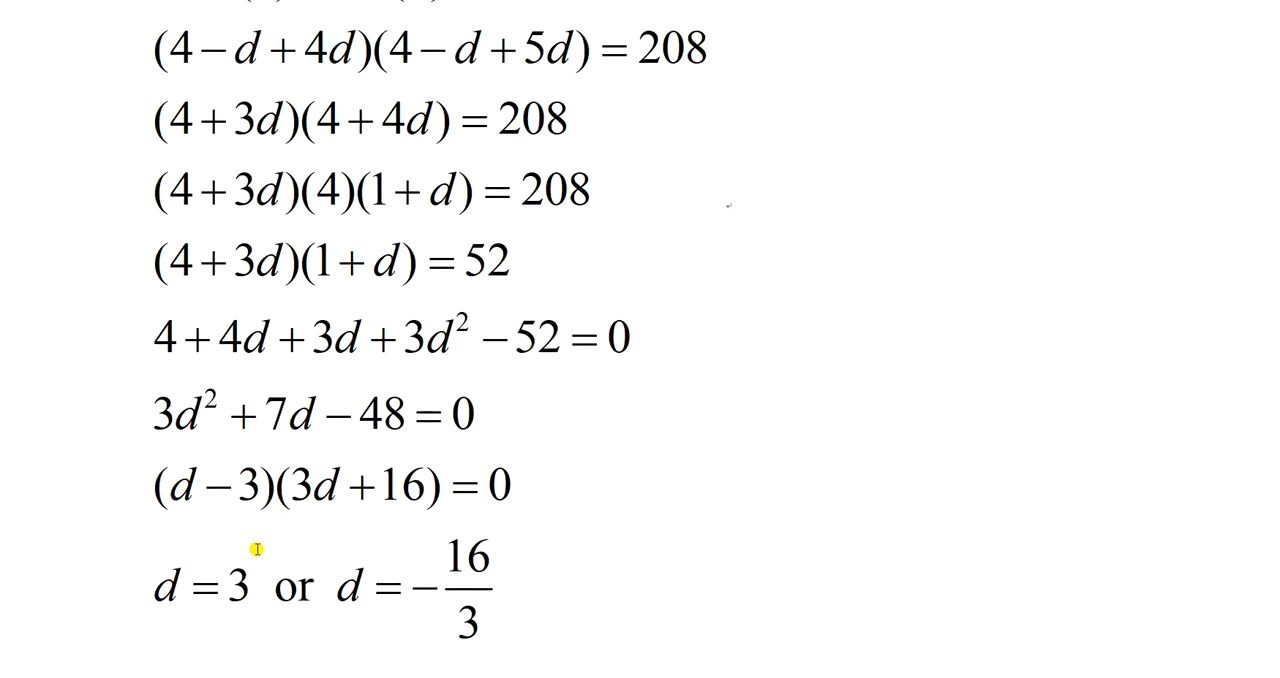 (4 − d + 4d)(4 − d + 5d) = 208
(4 + 3d)(4 + 4d) = 208
(4 + 3d)(4)(1 + d) = 208
(4 + 3d)(1 + d) = 52
4 + 4d + 3d + 3d² − 52 = 0
3d² + 7d − 48 = 0
(d − 3)(3d + 16) = 0
d = 3 or d = −16/3